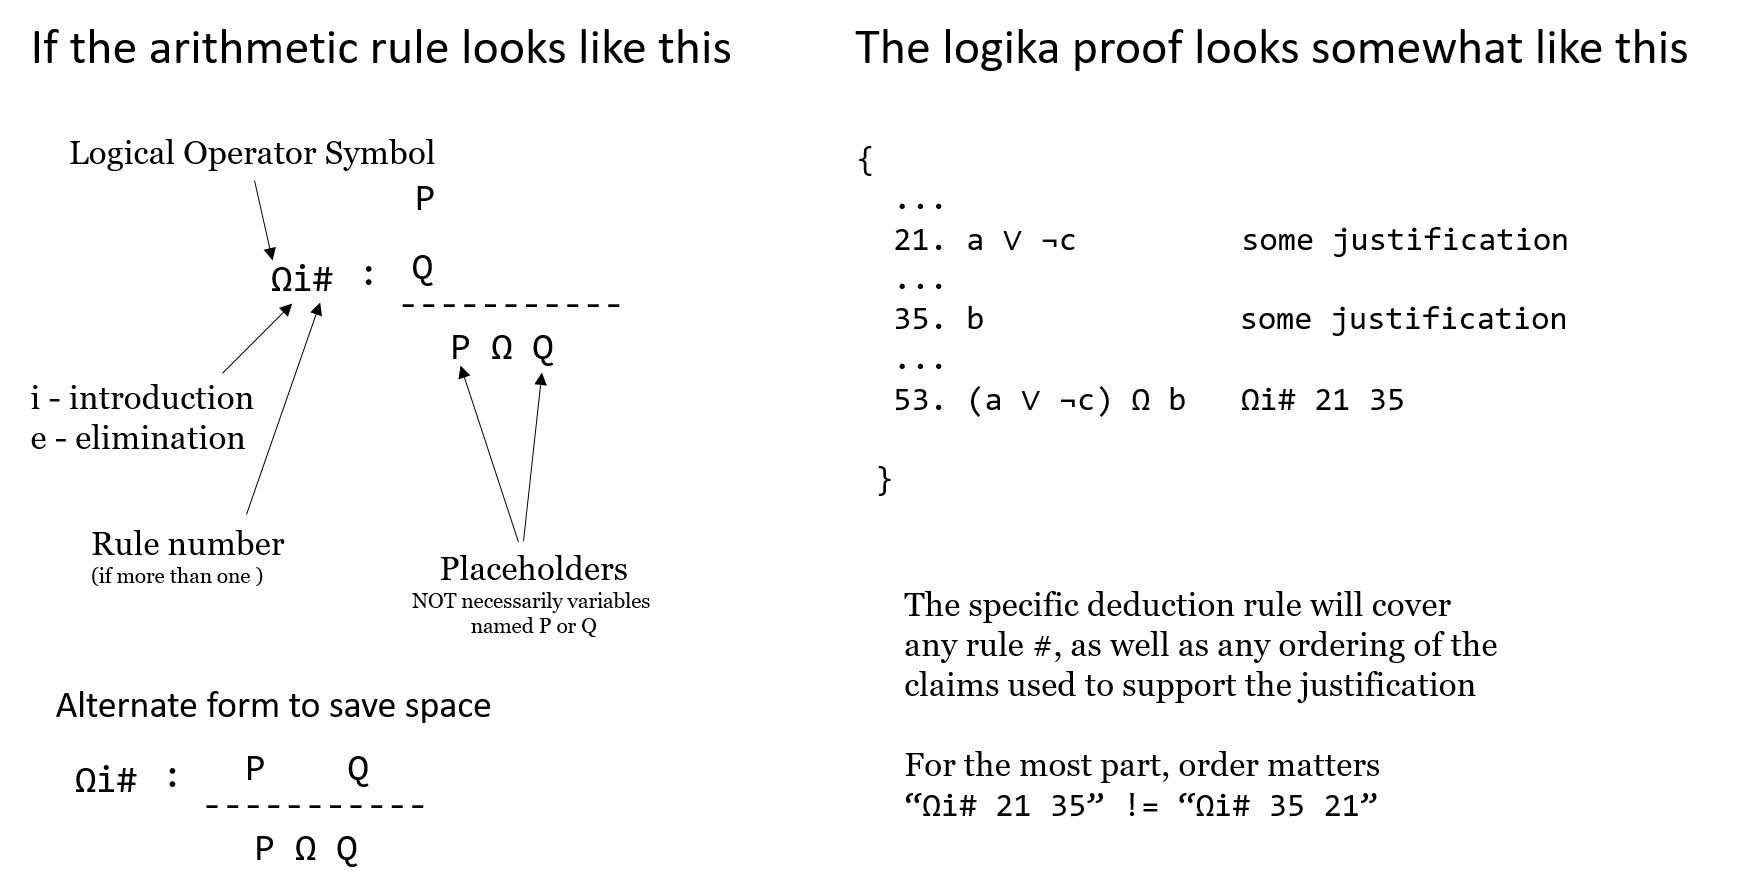 If the arithmetic rule looks like this
Logical Operator Symbol
P
Q
Ωi# :
-----------
P Ω Q
i - introduction
e - elimination
Rule number
(if more than one )
Placeholders
NOT necessarily variables
named P or Q
Alternate form to save space
P Q
Ωi# :
-----------
P Ω Q
The logika proof looks somewhat like this
{
...
21. a ∨ ¬c some justification
...
35. b some justification
...
53. (a ∨ ¬c) Ω b Ωi# 21 35
}
The specific deduction rule will cover
any rule #, as well as any ordering of the
claims used to support the justification
For the most part, order matters
“Ωi# 21 35” != “Ωi# 35 21”